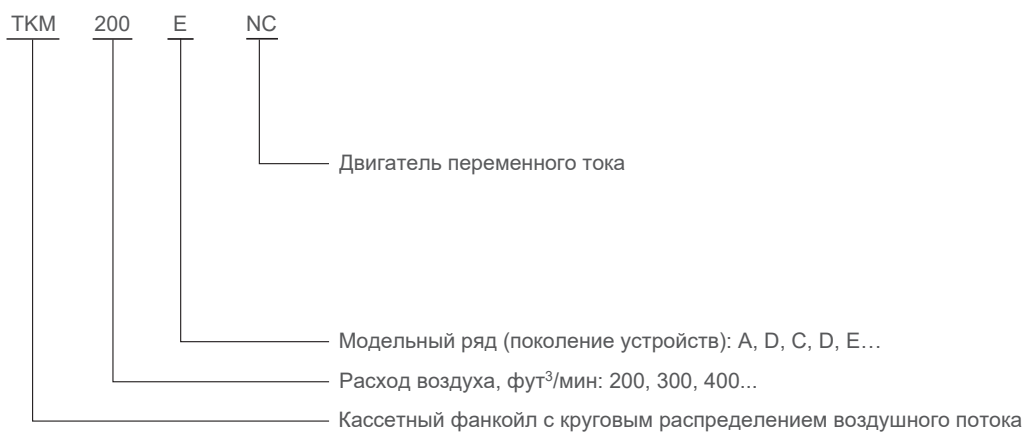 TKM 200 E NC
Двигатель переменного тока
Модельный ряд (поколение устройств): A, D, C, D, E…
Расход воздуха, фут³/мин: 200, 300, 400...
Кассетный фанкойл с круговым распределением воздушного потока